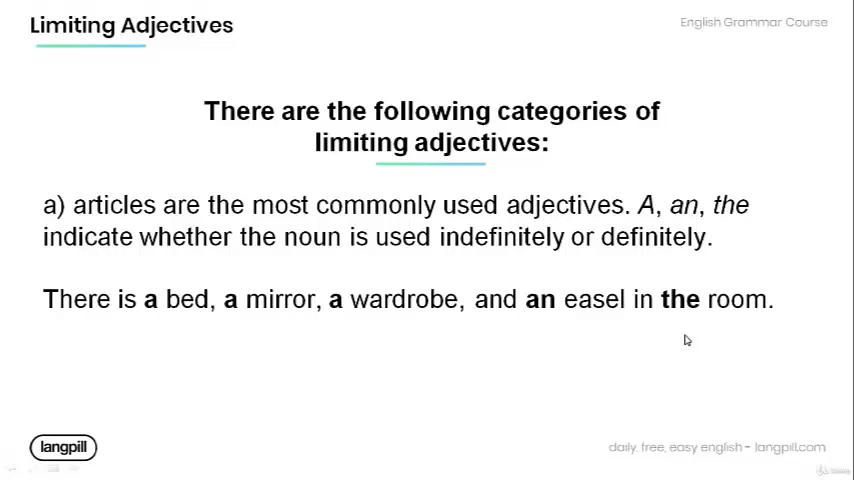 Limiting Adjectives
English Grammar Course
There are the following categories of
limiting adjectives:
a) articles are the most commonly used adjectives. A, an, the
indicate whether the noun is used indefinitely or definitely.
There is a bed, a mirror, a wardrobe, and an easel in the room.
langpill
daily, free, easy english - langpill.com